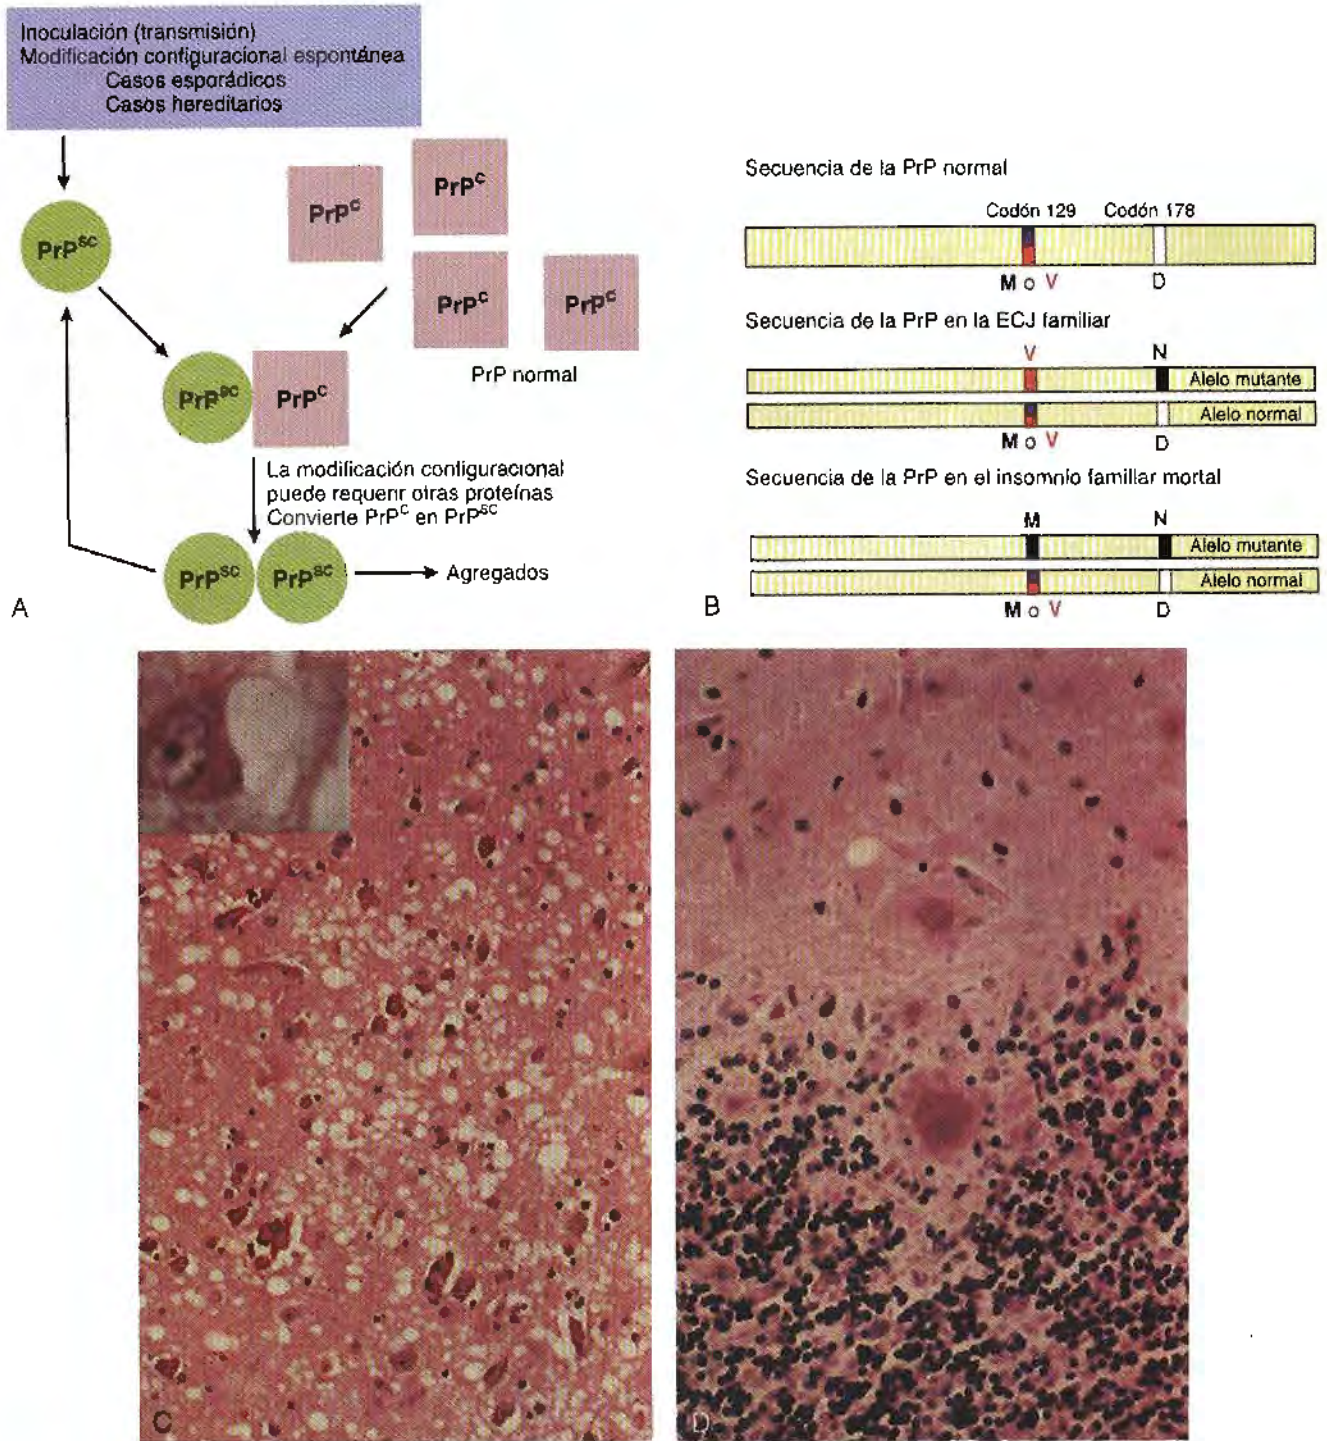 Inoculación (transmisión)
Modificación configuracional espontánea
Casos esporádicos
Casos hereditarios
PrP^SC
PrP^C
PrP^C
PrP^C
PrP^C
PrP normal
PrP^SC
PrP^C
La modificación configuracional
puede requerir otras proteínas
Convierte PrP^C en PrP^SC
PrP^SC
PrP^SC
Agregados
A
Secuencia de la PrP normal
Codón 129 Codón 178
M o V D
Secuencia de la PrP en la ECJ familiar
V N
Alelo mutante
Alelo normal
M o V D
Secuencia de la PrP en el insomnio familiar mortal
M N
Alelo mutante
Alelo normal
M o V D
B
C
D